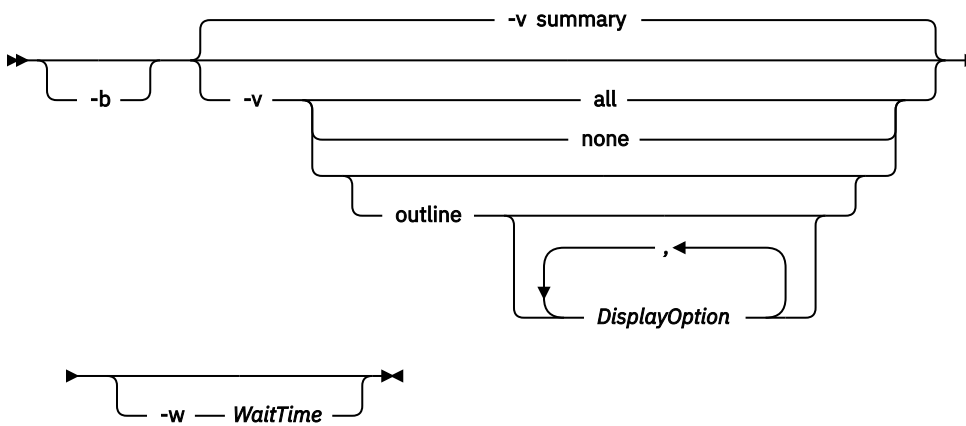 -v summary
-b
-v all
none
outline
,
DisplayOption
-w WaitTime